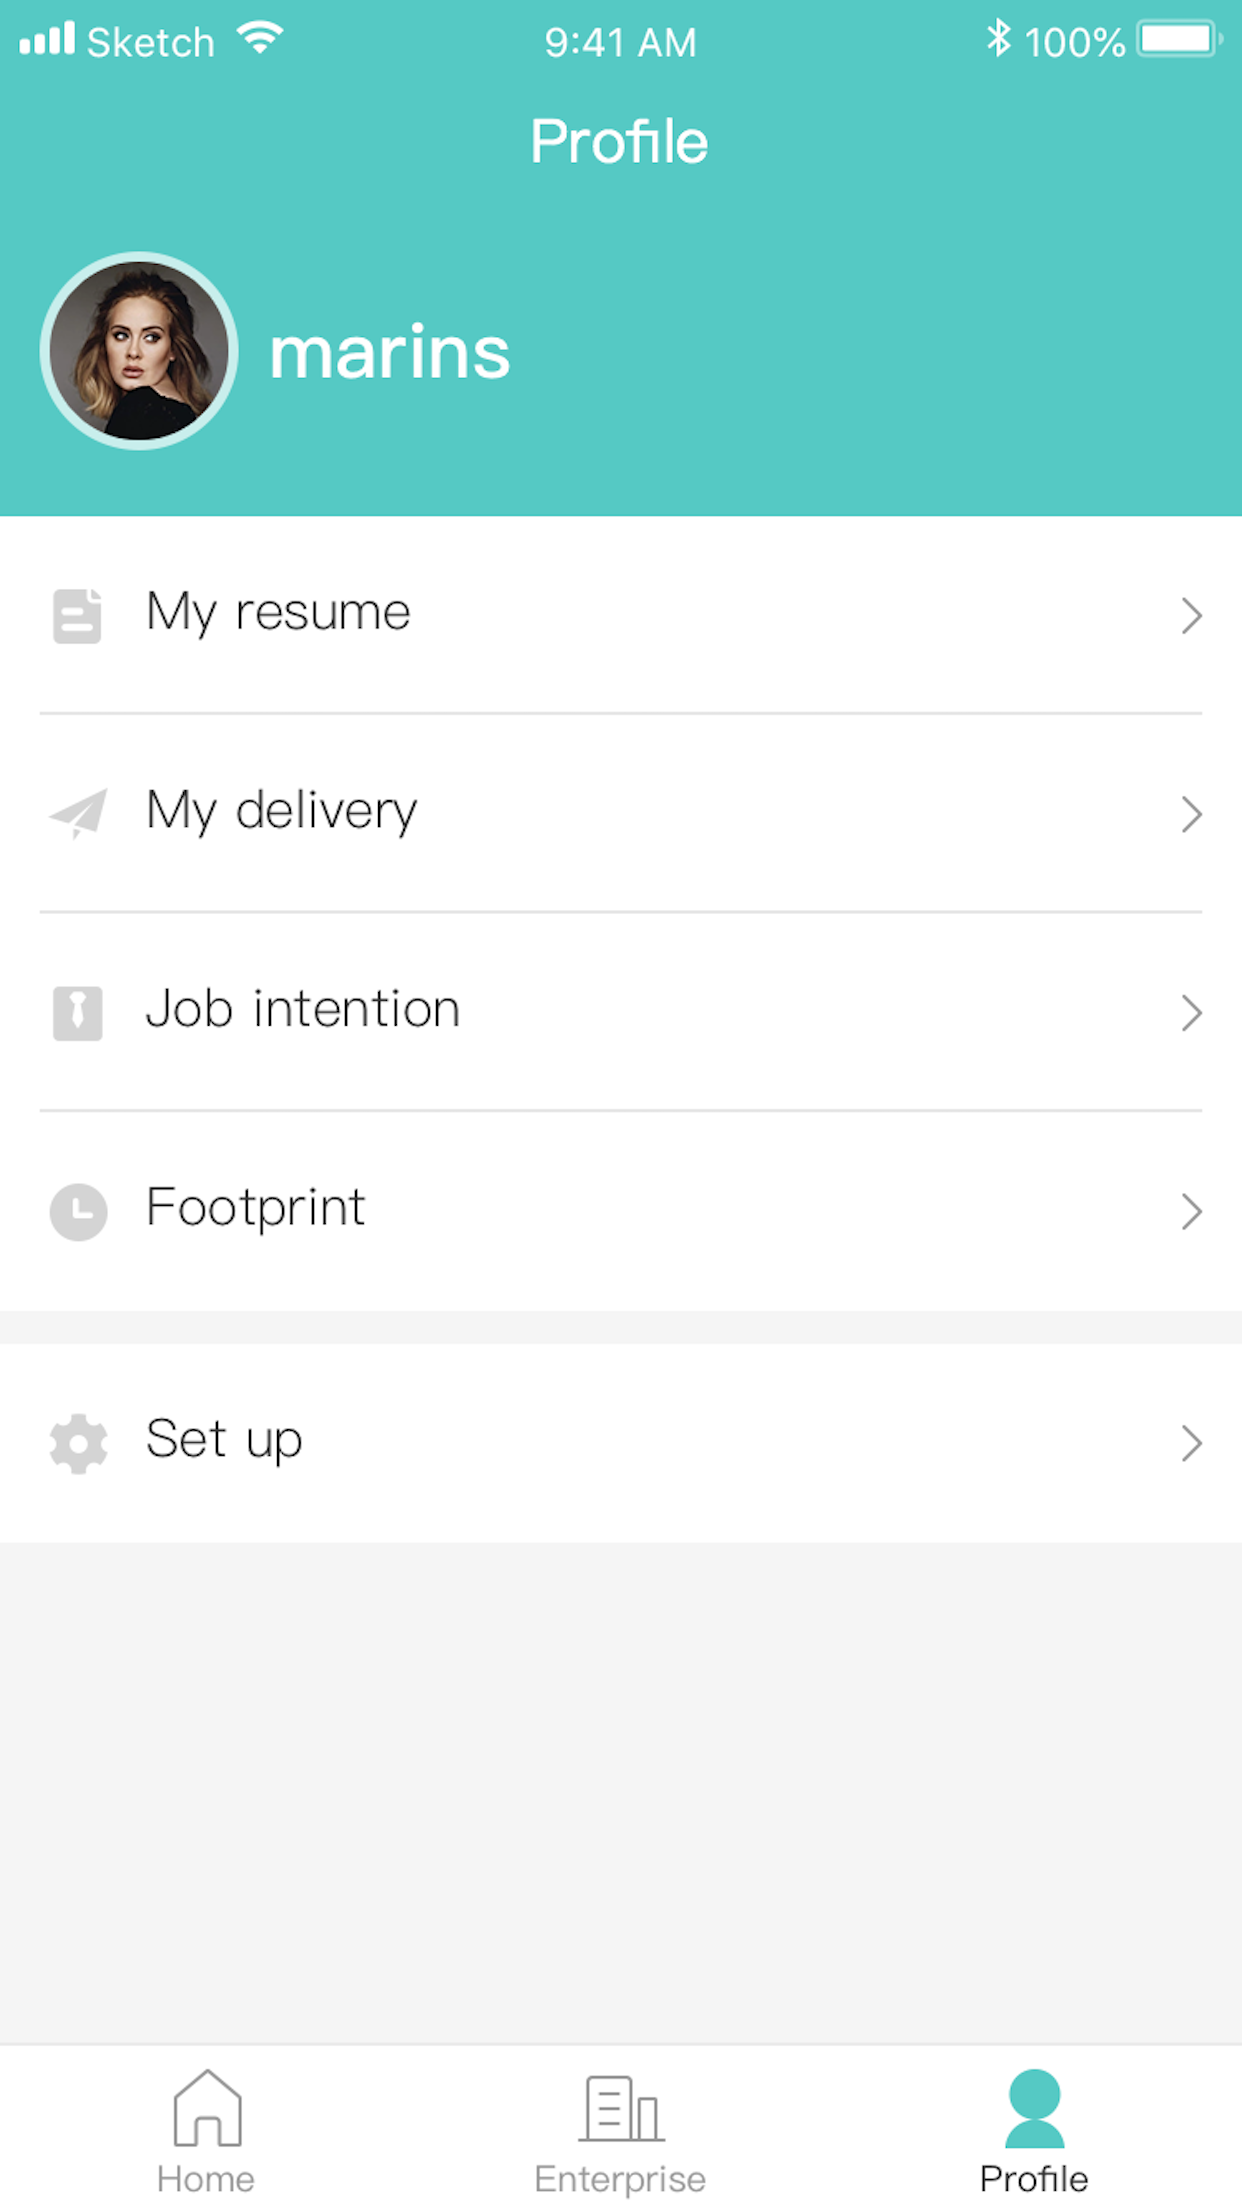 Sketch 9:41 AM 100%
Profile
marins
My resume
My delivery
Job intention
Footprint
Set up
Home Enterprise Profile